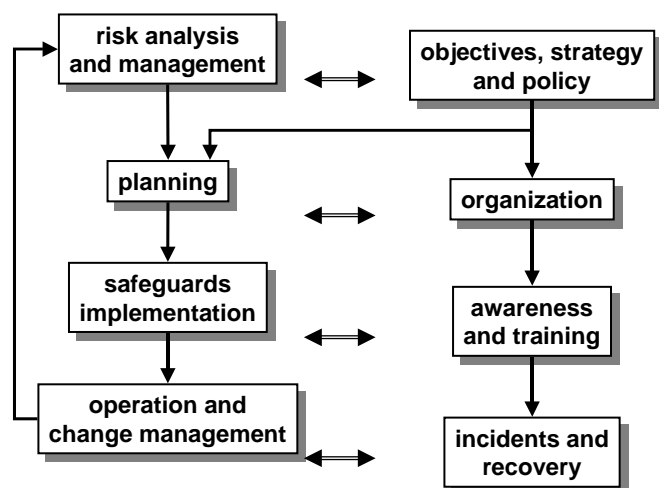 risk analysis
and management
objectives, strategy
and policy
planning
organization
safeguards
implementation
awareness
and training
operation and
change management
incidents and
recovery